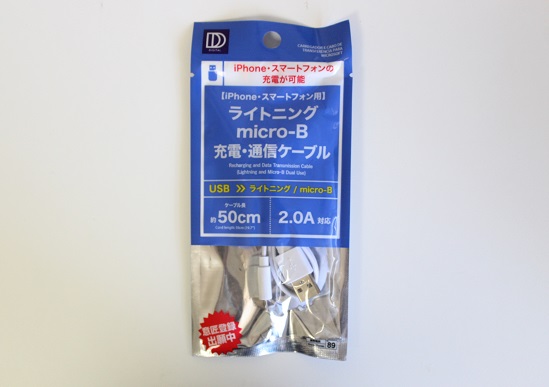 DD
DIGITAL
iPhone・スマートフォンの
充電が可能
【iPhone・スマートフォン用】
ライトニング
micro-B
充電・通信ケーブル
Recharging and Data Transmission Cable
(Lightning and Micro-B Dual Use)
USB ≫ ライトニング / micro-B
ケーブル長
約50cm
2.0A 対応
意匠登録
出願中
89